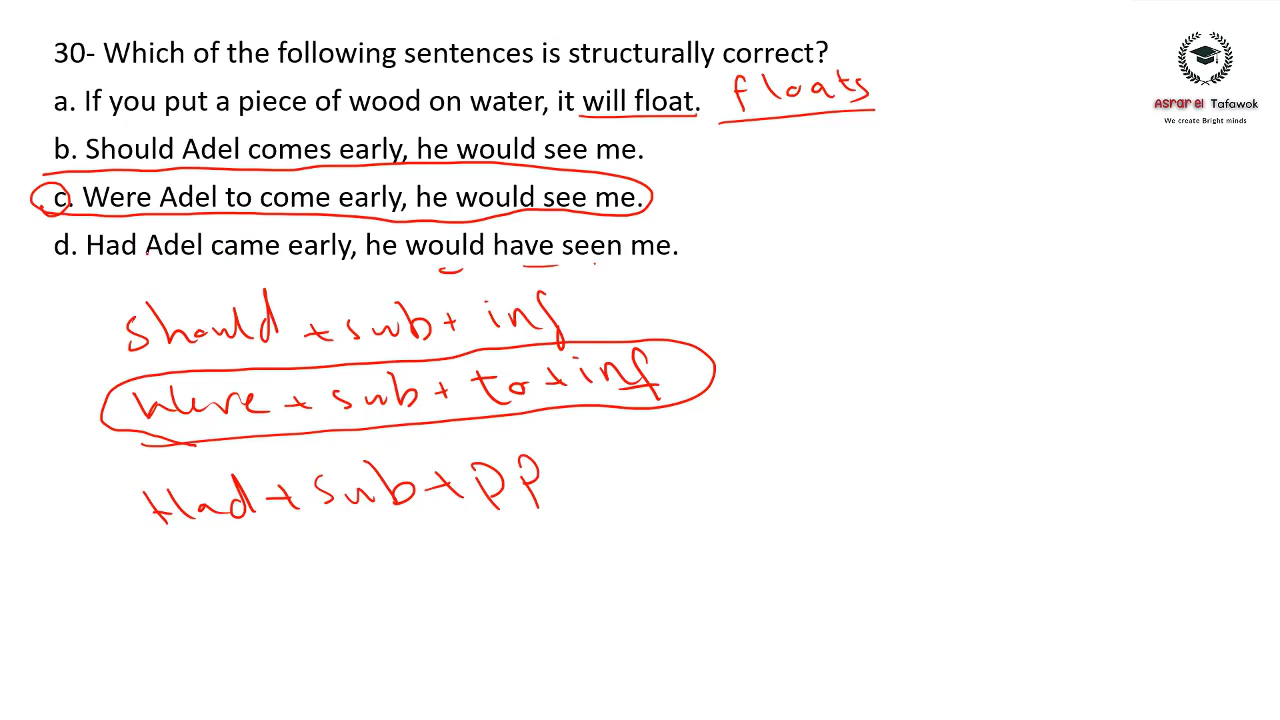 30- Which of the following sentences is structurally correct?
a. If you put a piece of wood on water, it will float. floats
b. Should Adel comes early, he would see me.
c. Were Adel to come early, he would see me.
d. Had Adel came early, he would have seen me.
should + sub + inf
were + sub + to + inf
Had + sub + pp
Asrar el Tafawok
We create Bright minds